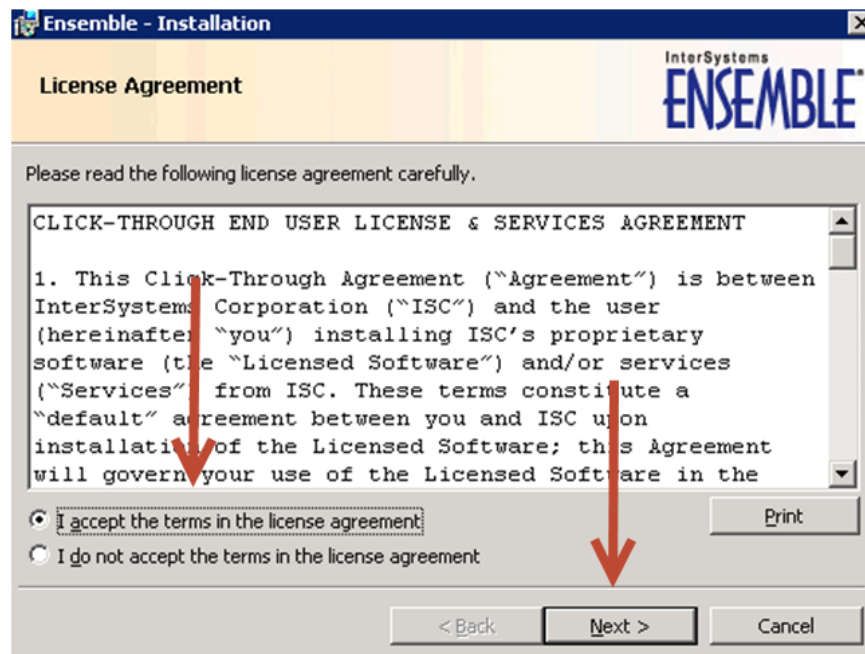 Ensemble - Installation
License Agreement
InterSystems
ENSEMBLE
Please read the following license agreement carefully.
CLICK-THROUGH END USER LICENSE & SERVICES AGREEMENT
1. This Click-Through Agreement ("Agreement") is between
InterSystems Corporation ("ISC") and the user
(hereinafter "you") installing ISC's proprietary
software (the "Licensed Software") and/or services
("Services") from ISC. These terms constitute a
"default" agreement between you and ISC upon
installation of the Licensed Software; this Agreement
will govern your use of the Licensed Software in the
I accept the terms in the license agreement
Print
I do not accept the terms in the license agreement
< Back
Next >
Cancel